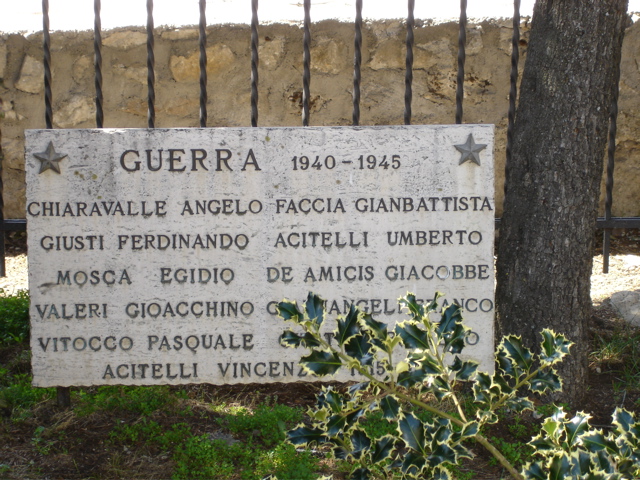 GUERRA 1940-1945
CHIARAVALLE ANGELO FACCIA GIANBATTISTA
GIUSTI FERDINANDO ACITELLI UMBERTO
MOSCA EGIDIO DE AMICIS GIACOBBE
VALERI GIOACCHINO
VITOCCO PASQUALE
ACITELLI